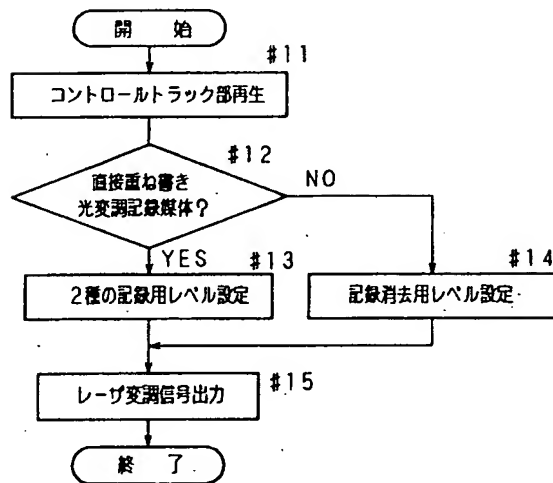 開 始
#11
コントロールトラック部再生
#12
直接重ね書き
光変調記録媒体?
NO
YES
#13
2種の記録用レベル設定
#14
記録消去用レベル設定
#15
レーザ変調信号出力
終 了